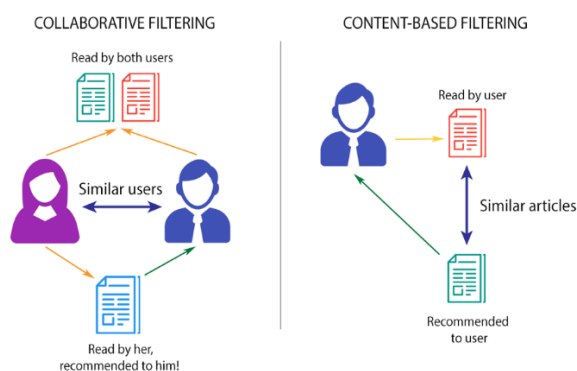 COLLABORATIVE FILTERING
Read by both users
Similar users
Read by her,
recommended to him!
CONTENT-BASED FILTERING
Read by user
Similar articles
Recommended
to user